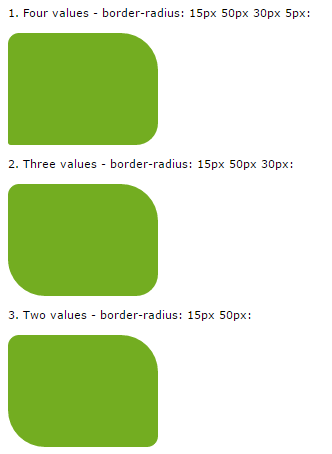 1. Four values - border-radius: 15px 50px 30px 5px:
2. Three values - border-radius: 15px 50px 30px:
3. Two values - border-radius: 15px 50px: